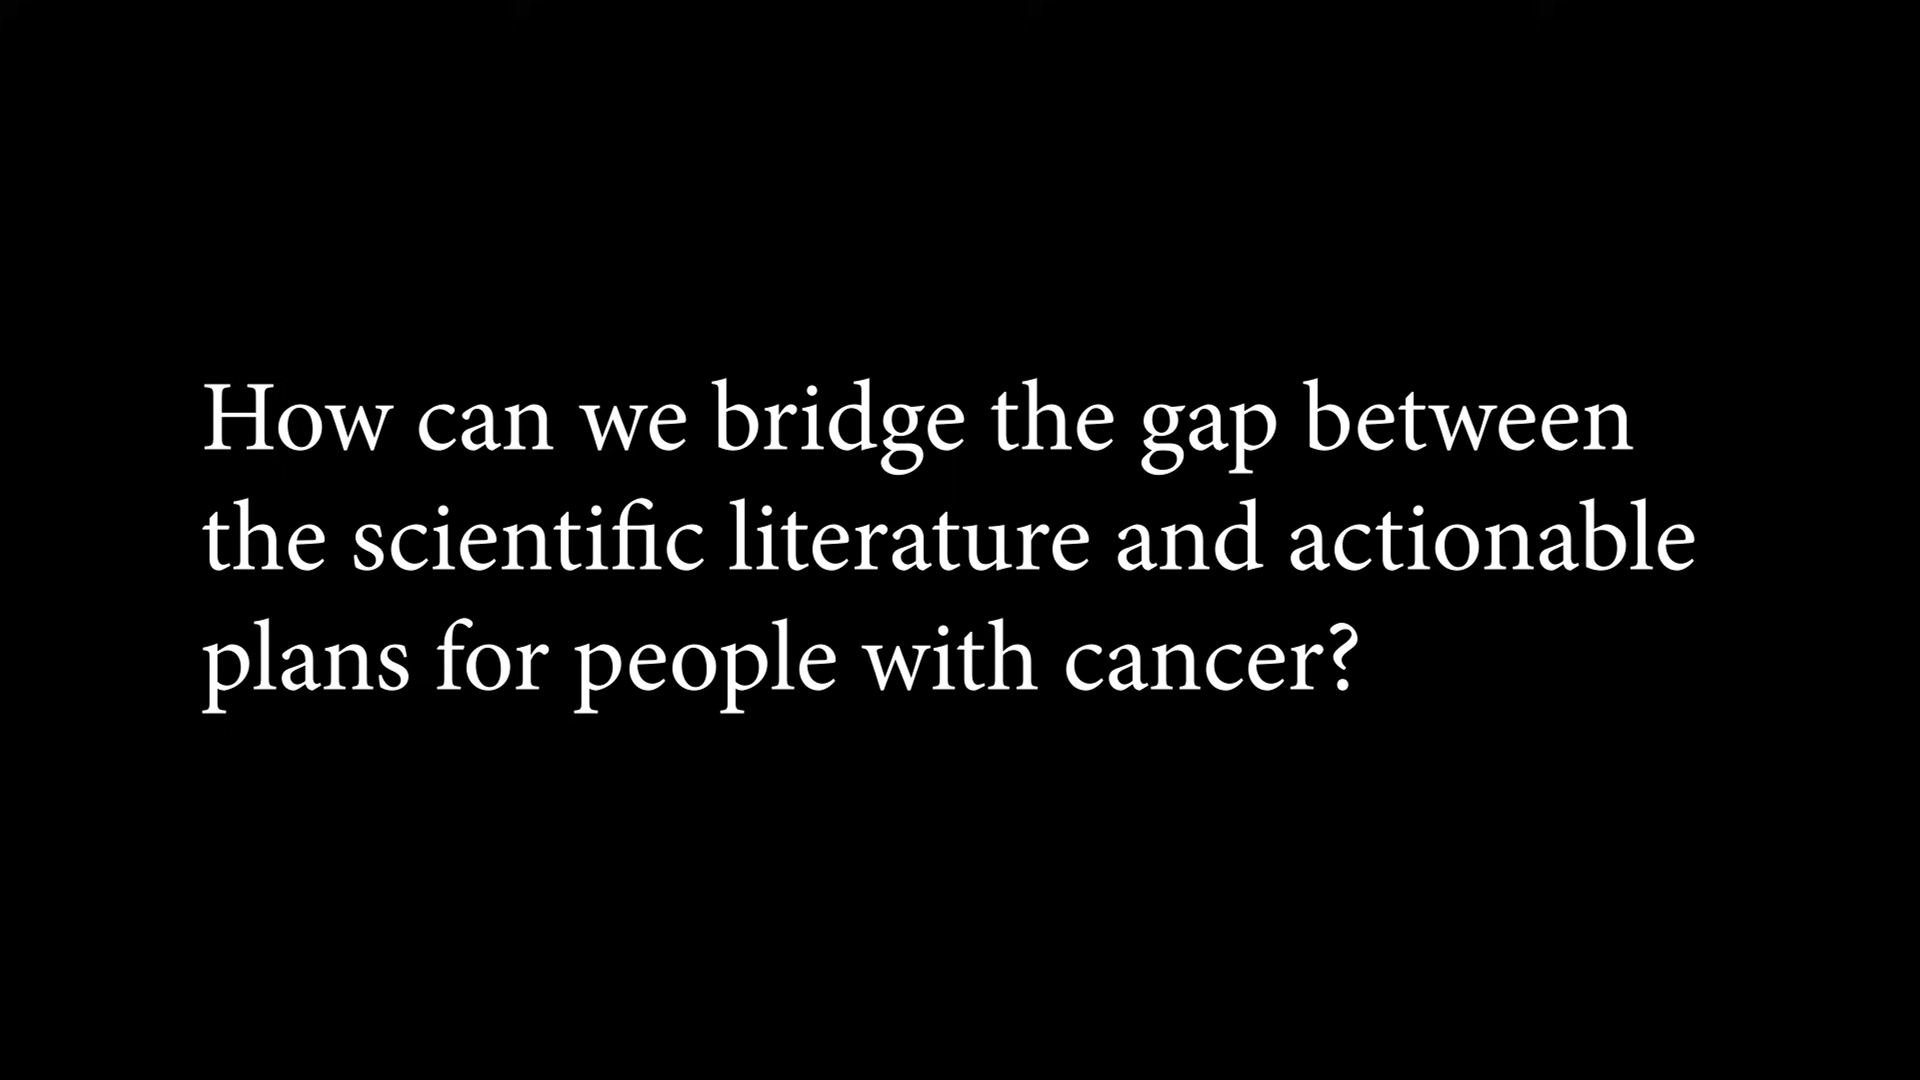 How can we bridge the gap between
the scientific literature and actionable
plans for people with cancer?